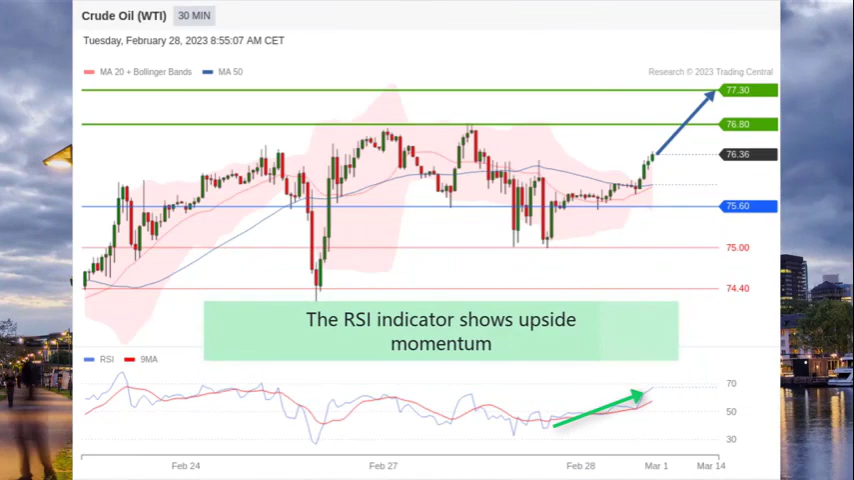 Crude Oil (WTI) 30 MIN
Tuesday, February 28, 2023 8:55:07 AM CET
MA 20 + Bollinger Bands MA 50
Research © 2023 Trading Central
77.30
76.80
76.36
75.60
75.00
74.40
The RSI indicator shows upside
momentum
RSI 9MA
70
50
30
Feb 24 Feb 27 Feb 28 Mar 1 Mar 14